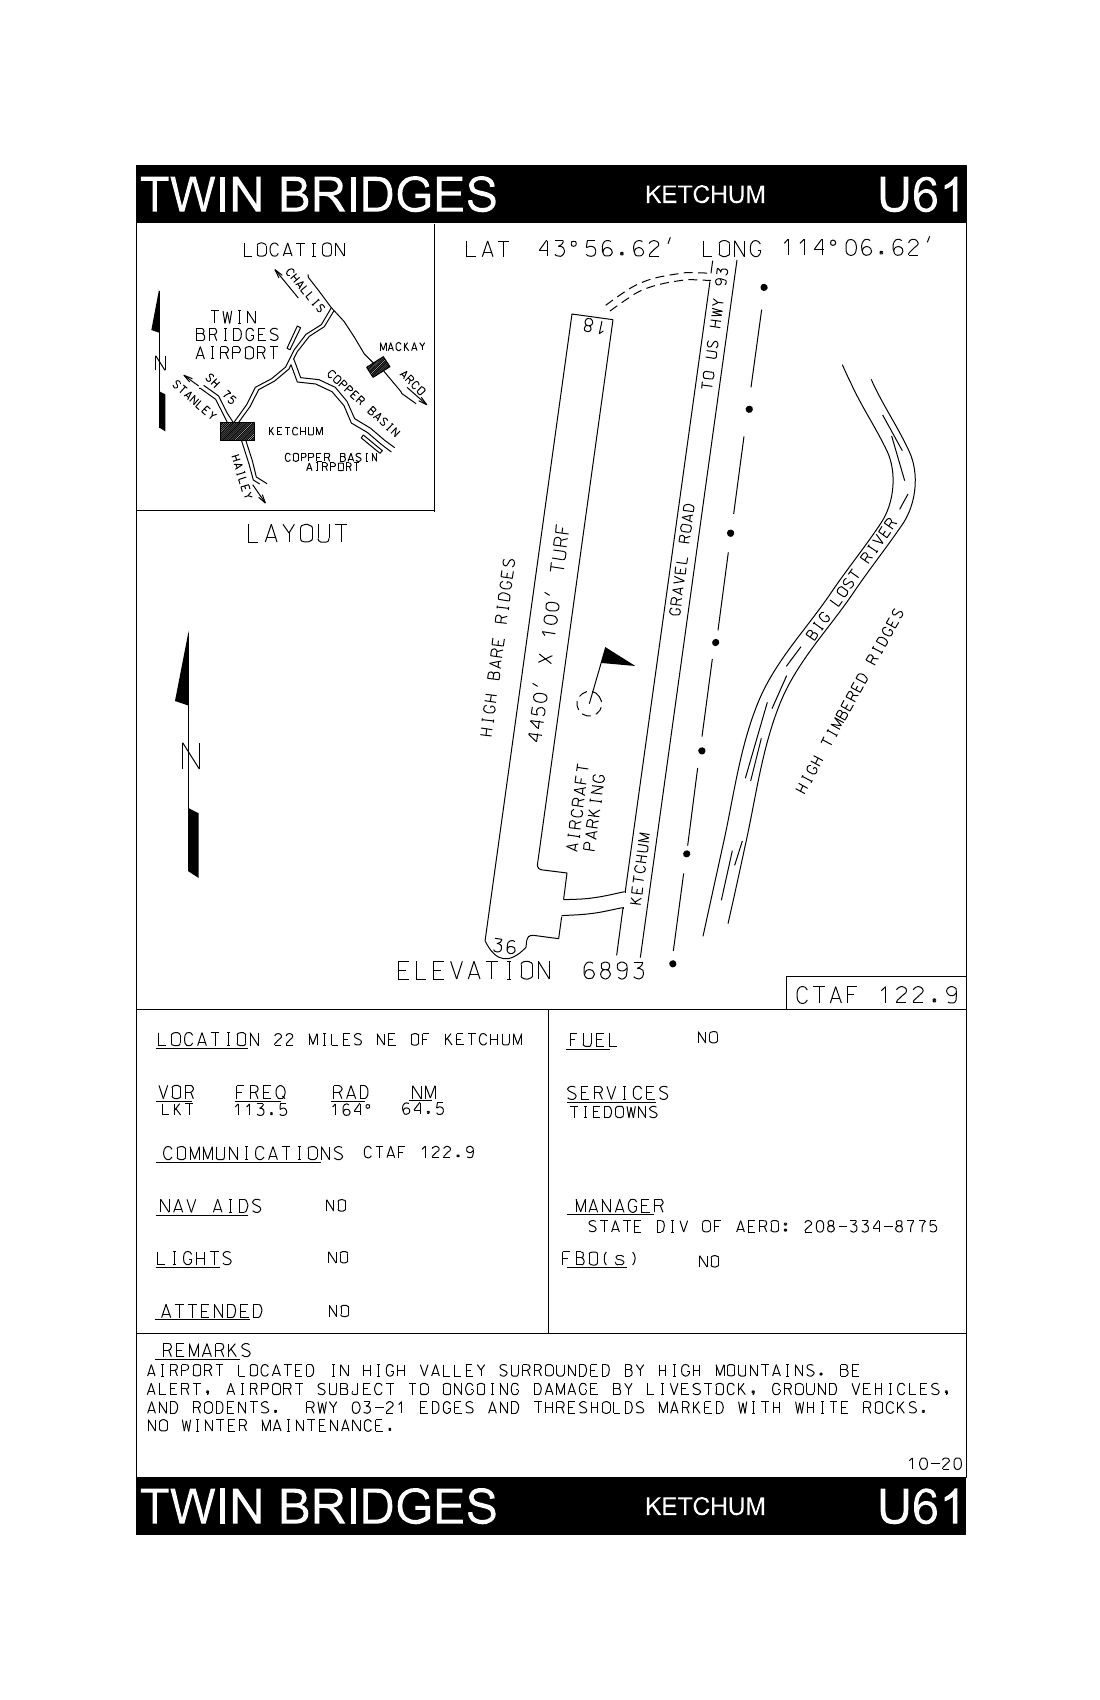 TWIN BRIDGES KETCHUM U61
LOCATION
CHALLIS
TWIN
BRIDGES
AIRPORT
N
MACKAY
ARCO
SH 75
STANLEY
COPPER BASIN
KETCHUM
COPPER BASIN
AIRPORT
HAILEY
LAYOUT
N
LAT 43°56.62' LONG 114°06.62'
18
TO US HWY 93
GRAVEL ROAD
KETCHUM
HIGH BARE RIDGES
4450' X 100' TURF
AIRCRAFT
PARKING
BIG LOST RIVER
HIGH TIMBERED RIDGES
36
ELEVATION 6893
CTAF 122.9
LOCATION 22 MILES NE OF KETCHUM
VOR FREQ RAD NM
LKT 113.5 164° 64.5
COMMUNICATIONS CTAF 122.9
NAV AIDS NO
LIGHTS NO
ATTENDED NO
FUEL NO
SERVICES
TIEDOWNS
MANAGER
STATE DIV OF AERO: 208-334-8775
FBO(s) NO
REMARKS
AIRPORT LOCATED IN HIGH VALLEY SURROUNDED BY HIGH MOUNTAINS. BE
ALERT, AIRPORT SUBJECT TO ONGOING DAMAGE BY LIVESTOCK, GROUND VEHICLES,
AND RODENTS. RWY 03-21 EDGES AND THRESHOLDS MARKED WITH WHITE ROCKS.
NO WINTER MAINTENANCE.
10-20
TWIN BRIDGES KETCHUM U61